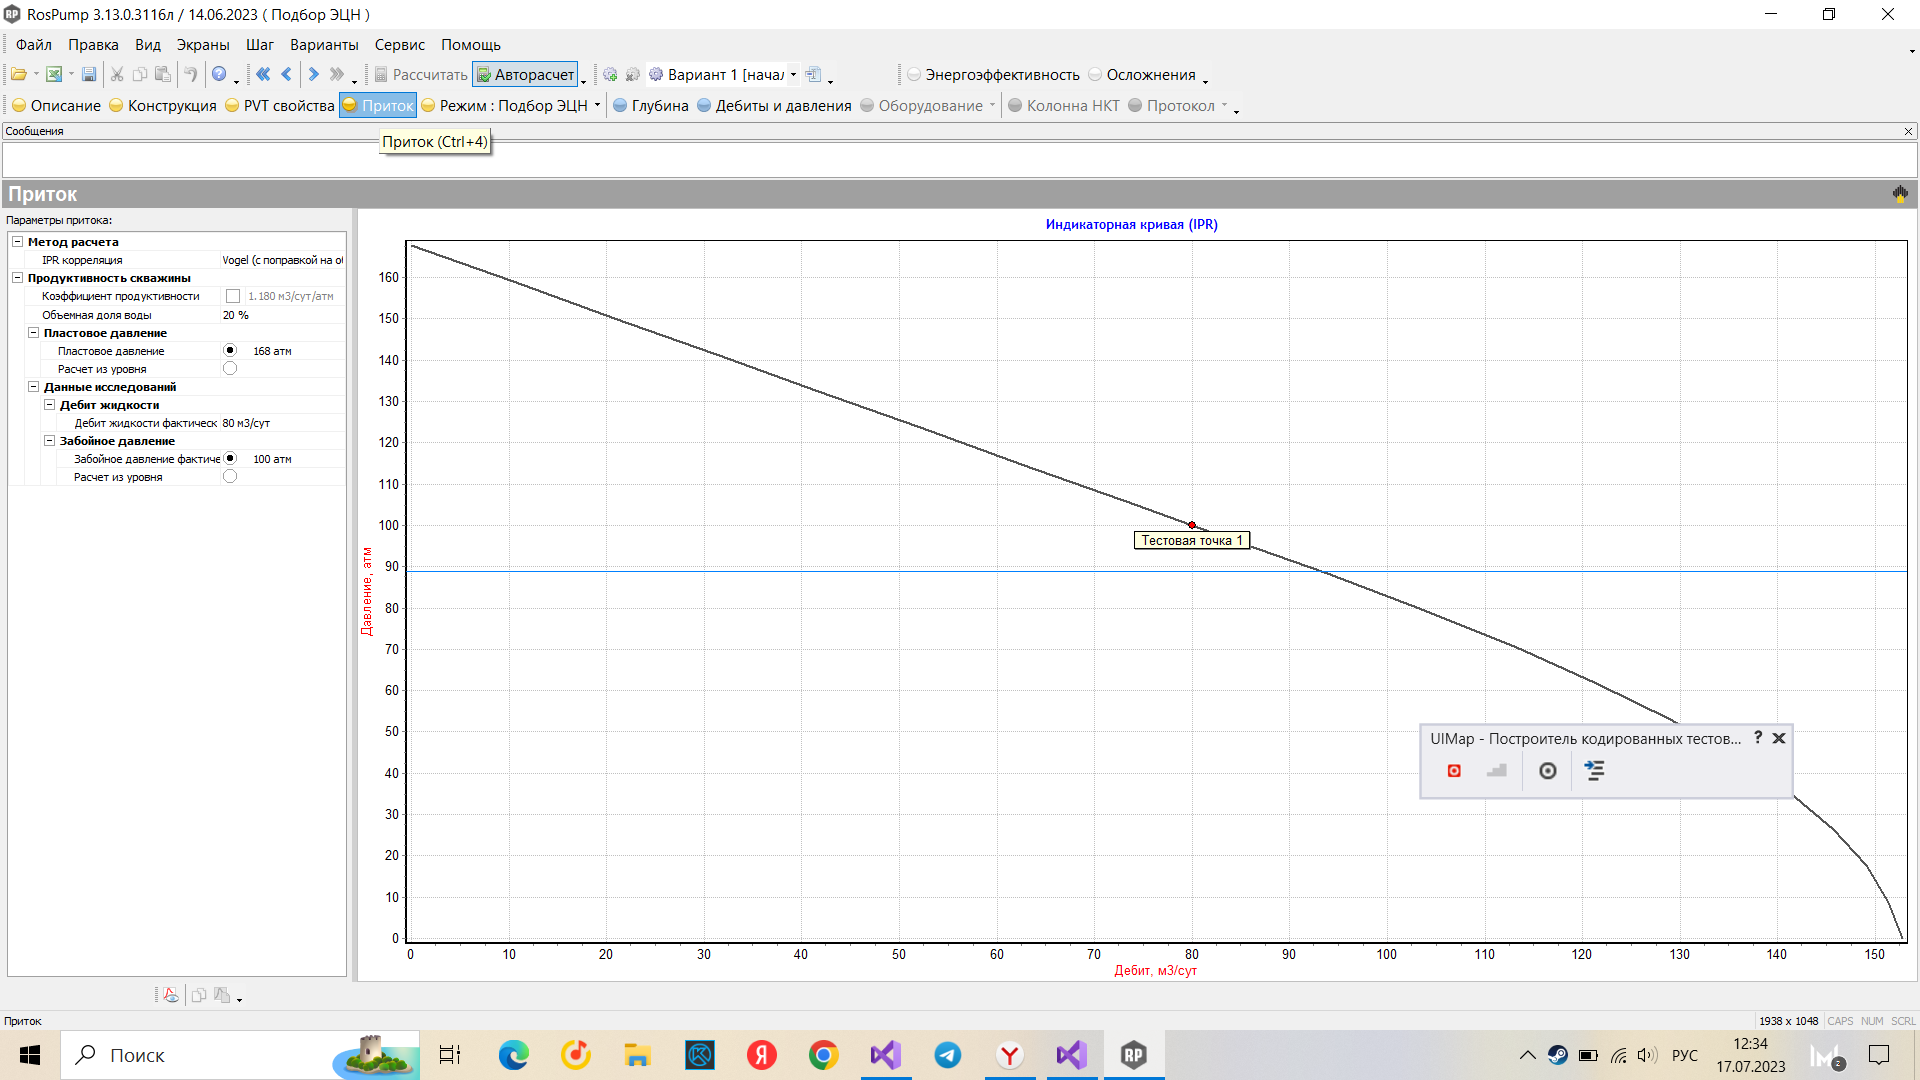 RosPump 3.13.0.3116л / 14.06.2023 ( Подбор ЭЦН )
Файл Правка Вид Экраны Шаг Варианты Сервис Помощь
Рассчитать Авторасчет Вариант 1 [начал Энергоэффективность Осложнения
Описание Конструкция PVT свойства Приток Режим : Подбор ЭЦН Глубина Дебиты и давления Оборудование Колонна НКТ Протокол
Сообщения
Приток (Ctrl+4)
Приток
Параметры притока:
Метод расчета
IPR корреляция Vogel (с поправкой на о
Продуктивность скважины
Коэффициент продуктивности 1.180 м3/сут/атм
Объемная доля воды 20 %
Пластовое давление
Пластовое давление 168 атм
Расчет из уровня
Данные исследований
Дебит жидкости
Дебит жидкости фактическ 80 м3/сут
Забойное давление
Забойное давление фактиче 100 атм
Расчет из уровня
Индикаторная кривая (IPR)
160
150
140
130
120
110
100
90
80
70
60
50
40
30
20
10
0
Давление, атм
Тестовая точка 1
0 10 20 30 40 50 60 70 80 90 100 110 120 130 140 150
Дебит, м3/сут
UIMap - Построитель кодированных тестов... ?
Приток
1938 x 1048 CAPS NUM SCRL
Поиск
РУС
12:34
17.07.2023
2